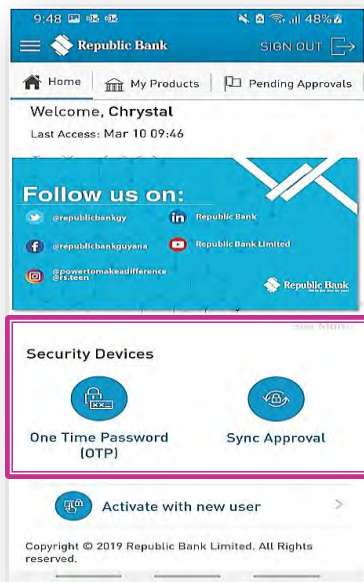 9:48
48%
Republic Bank
SIGN OUT
Home
My Products
Pending Approvals
Welcome, Chrystal
Last Access: Mar 10 09:46
Follow us on:
@republicbankgy
Republic Bank
@republicbankguyana
Republic Bank Limited
@powertomakeadifference
@rs.teen
Republic Bank
Security Devices
One Time Password
(OTP)
Sync Approval
Activate with new user
Copyright © 2019 Republic Bank Limited. All Rights
reserved.